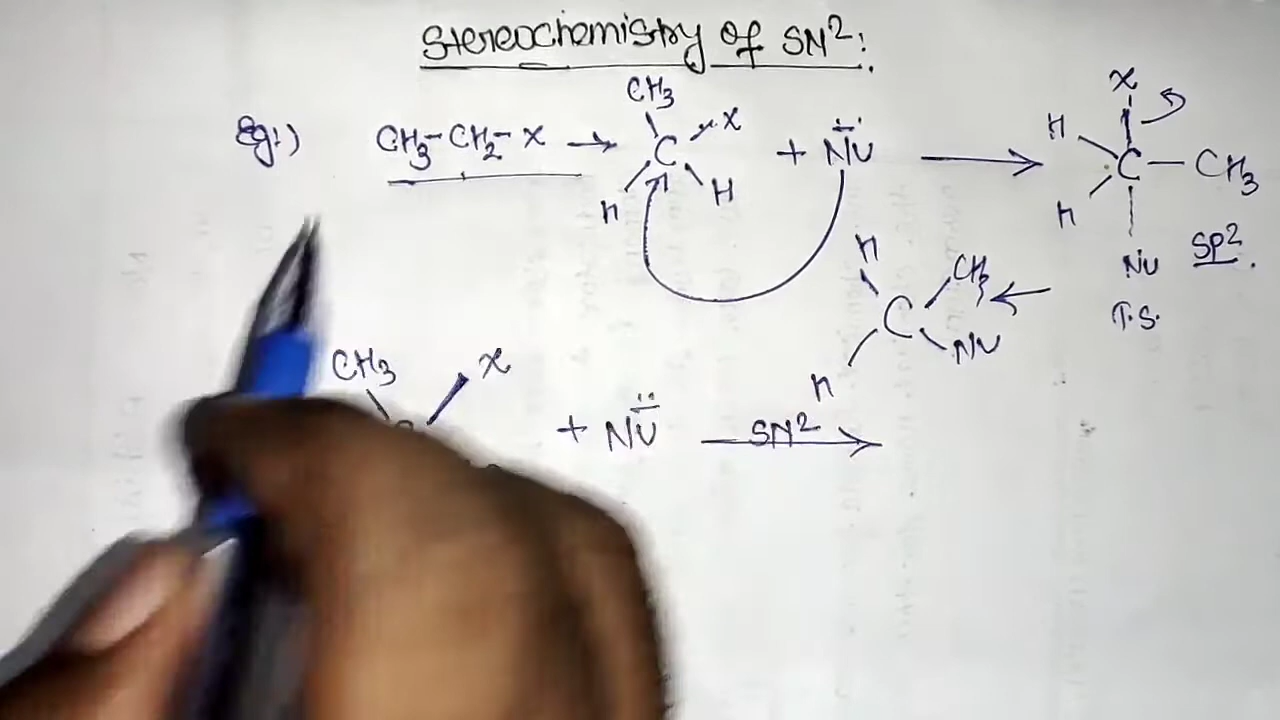 Stereochemistry of SN²:
Eg:) CH₃-CH₂-X → CH₃ C X H H + Nu → X H C CH₃ H Nu
SP².
T.S.
H CH₃ C Nu H ←
CH₃ X + Nu SN² →